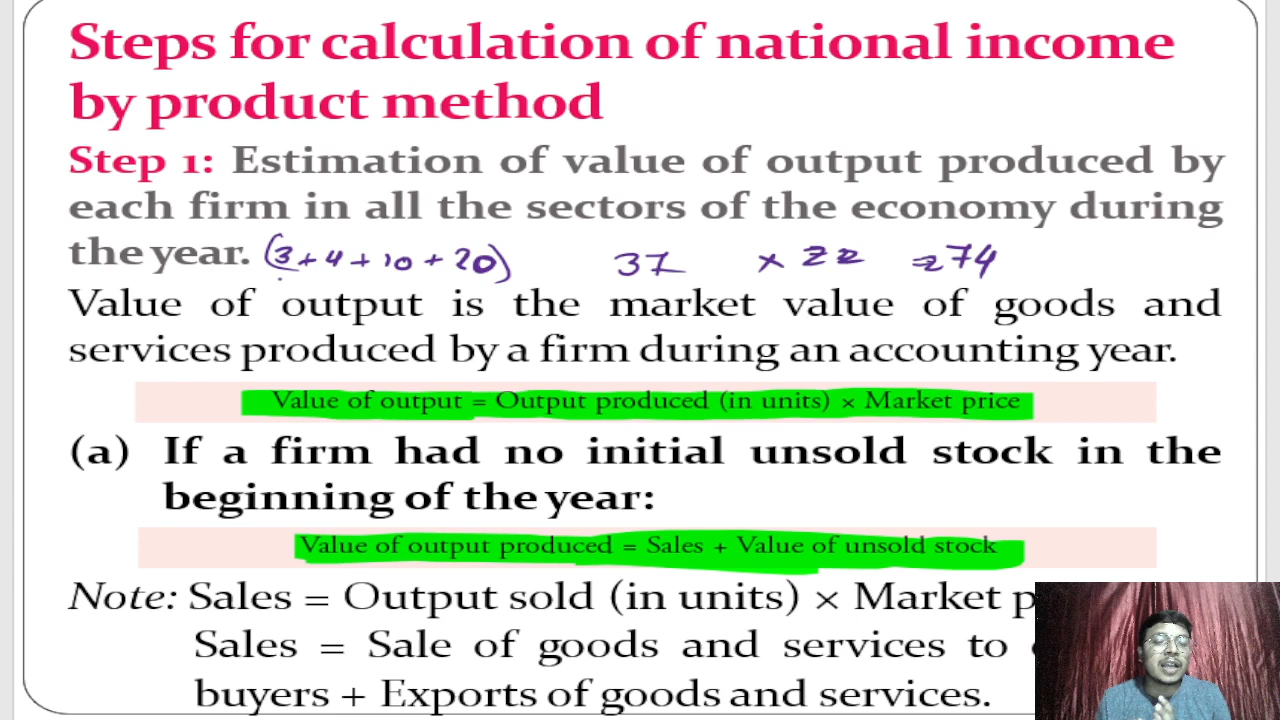 Steps for calculation of national income
by product method
Step 1: Estimation of value of output produced by
each firm in all the sectors of the economy during
the year. (3+4+10+20) 37 × 22 = 74
Value of output is the market value of goods and
services produced by a firm during an accounting year.
Value of output = Output produced (in units) × Market price
(a) If a firm had no initial unsold stock in the
beginning of the year:
Value of output produced = Sales + Value of unsold stock
Note: Sales = Output sold (in units) × Market
Sales = Sale of goods and services to
buyers + Exports of goods and services.